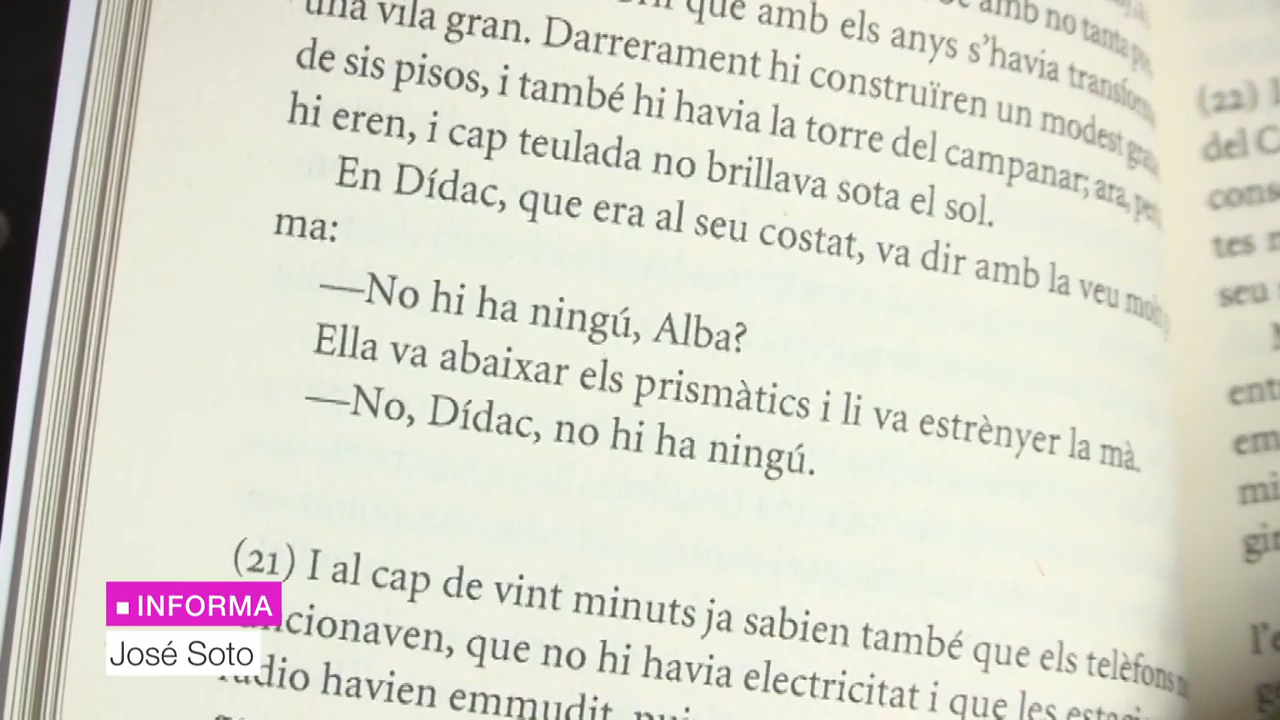 que amb els anys s'havia
amb no tanta
una vila gran. Darrerament hi construïren un modest
de sis pisos, i també hi havia la torre del campanar; ara,
hi eren, i cap teulada no brillava sota el sol.
En Dídac, que era al seu costat, va dir amb la veu
ma:
—No hi ha ningú, Alba?
Ella va abaixar els prismàtics i li va estrènyer la mà.
—No, Dídac, no hi ha ningú.
(21) I al cap de vint minuts ja sabien també que els telèfons
que no hi havia electricitat i que les
havien emmudit,
(22)
del
seu
INFORMA
José Soto